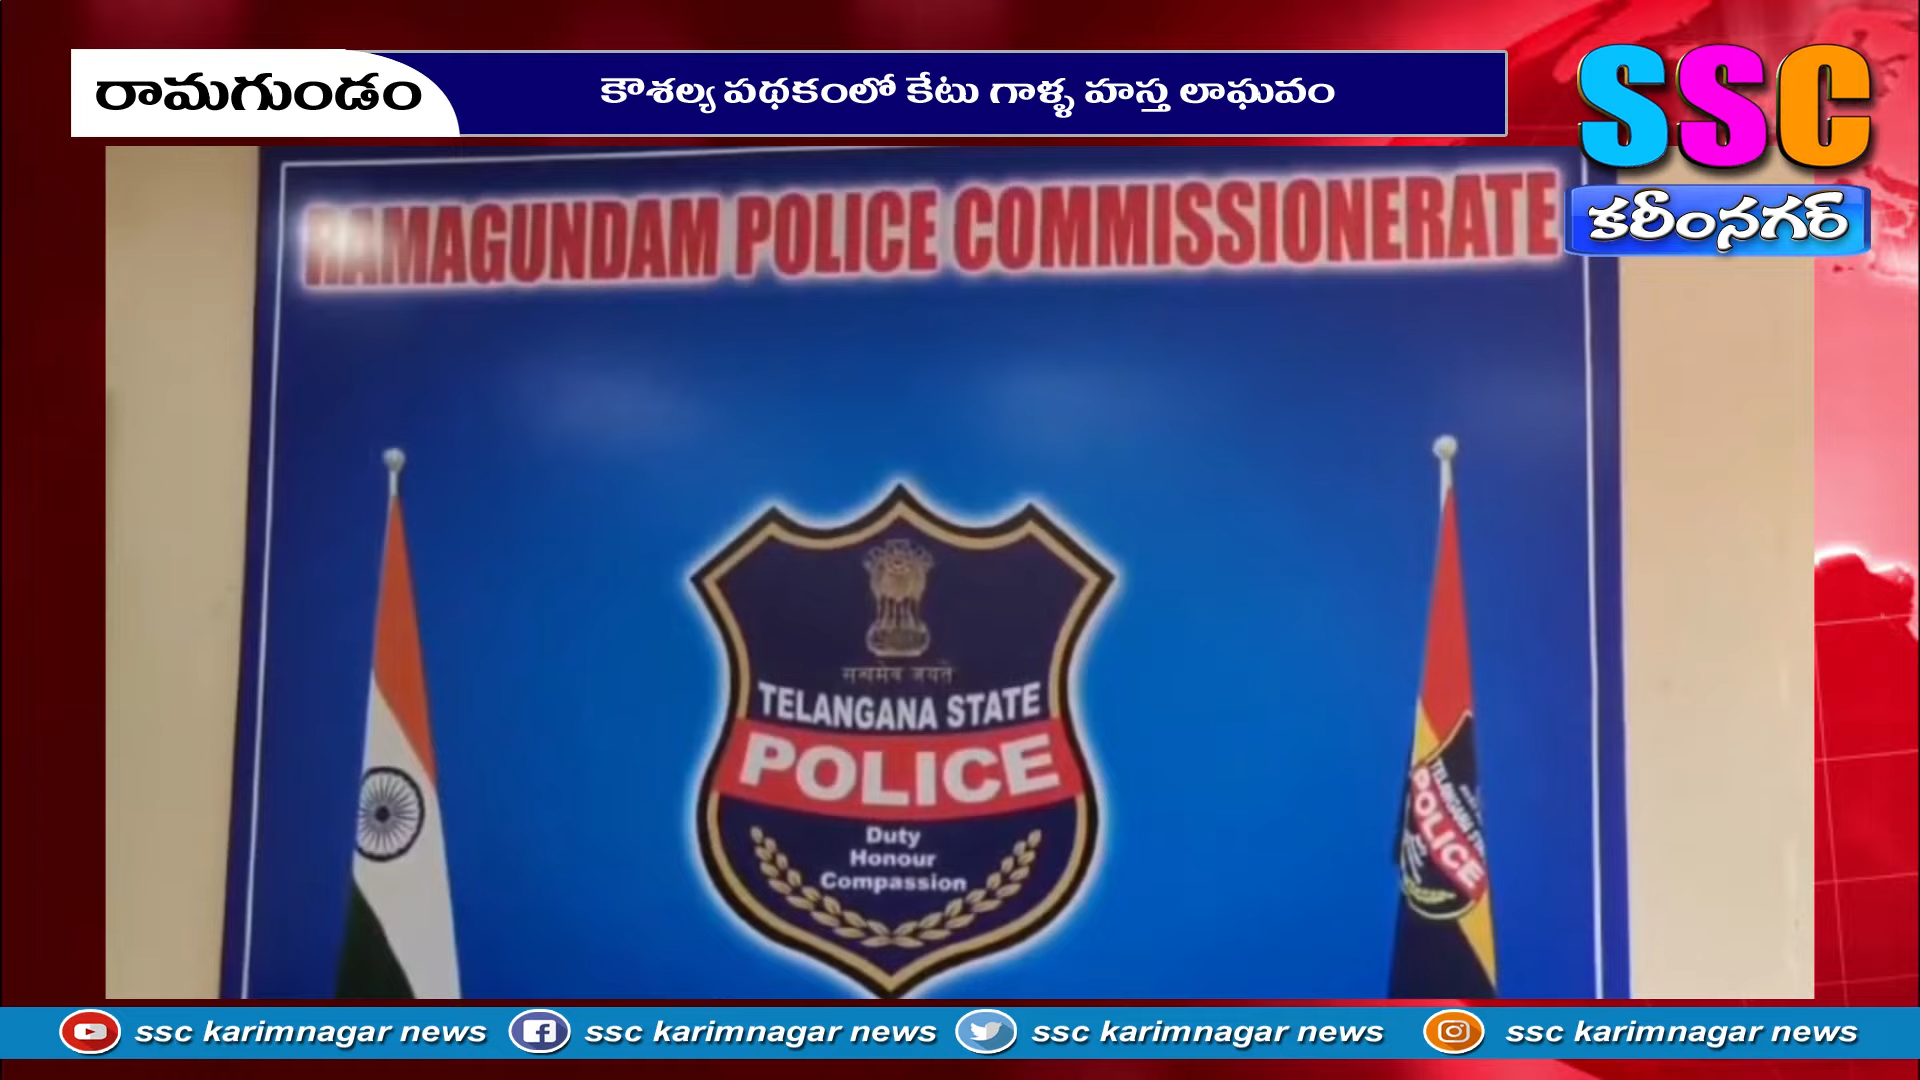 రామగుండం
కౌశల్య పథకంలో కేటు గాళ్ళ హస్త లాఘవం
SSC
కరీంనగర్
RAMAGUNDAM POLICE COMMISSIONERATE
सत्यमेव जयते
TELANGANA STATE
POLICE
Duty
Honour
Compassion
POLICE
ssc karimnagar news
ssc karimnagar news
ssc karimnagar news
ssc karimnagar news